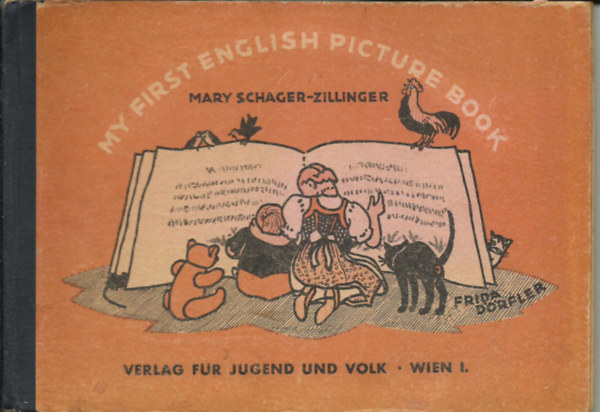 MY FIRST ENGLISH PICTURE BOOK
MARY SCHAGER-ZILLINGER
FRIDA
DÖRFLER
VERLAG FÜR JUGEND UND VOLK · WIEN I.